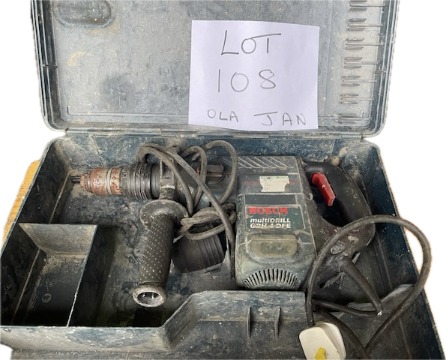 LOT
108
OLA JAN
BOSCH
multiDRILL
GBH 4 DFE